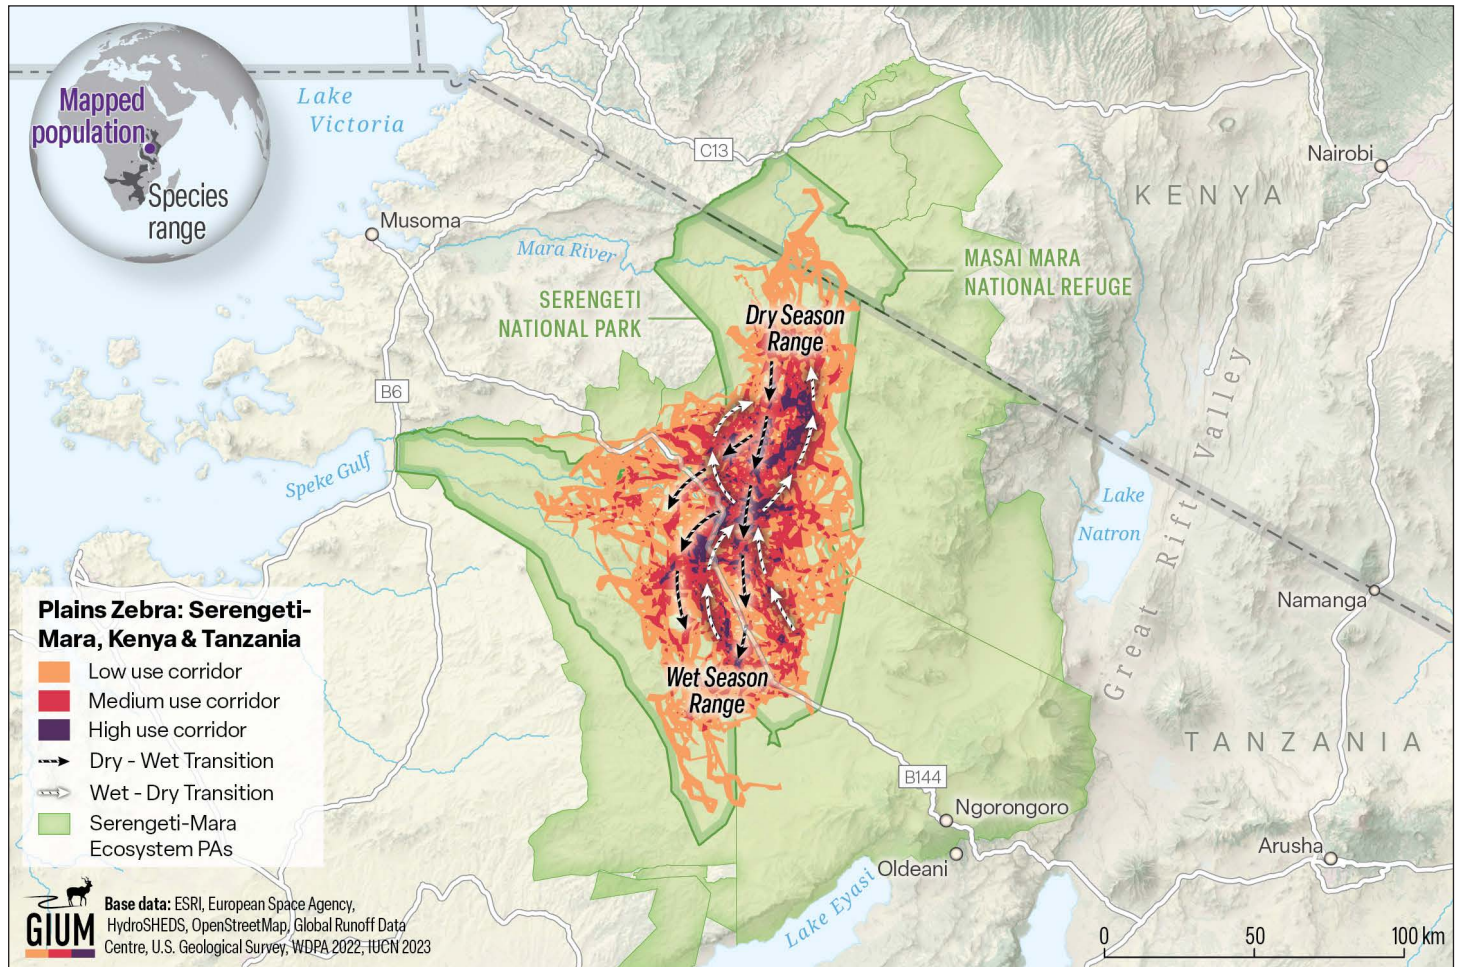 Mapped
population
Species
range
Lake
Victoria
C13
Nairobi
KENYA
Musoma
Mara River
MASAI MARA
NATIONAL REFUGE
SERENGETI
NATIONAL PARK
Dry Season
Range
B6
Great Rift Valley
Speke Gulf
Lake
Natron
Namanga
Plains Zebra: Serengeti-
Mara, Kenya & Tanzania
Low use corridor
Medium use corridor
High use corridor
Dry - Wet Transition
Wet - Dry Transition
Serengeti-Mara
Ecosystem PAs
Wet Season
Range
TANZANIA
B144
Ngorongoro
Oldeani
Arusha
Lake Eyasi
GIUM
Base data: ESRI, European Space Agency,
HydroSHEDS, OpenStreetMap, Global Runoff Data
Centre, U.S. Geological Survey, WDPA 2022, IUCN 2023
0 50 100 km